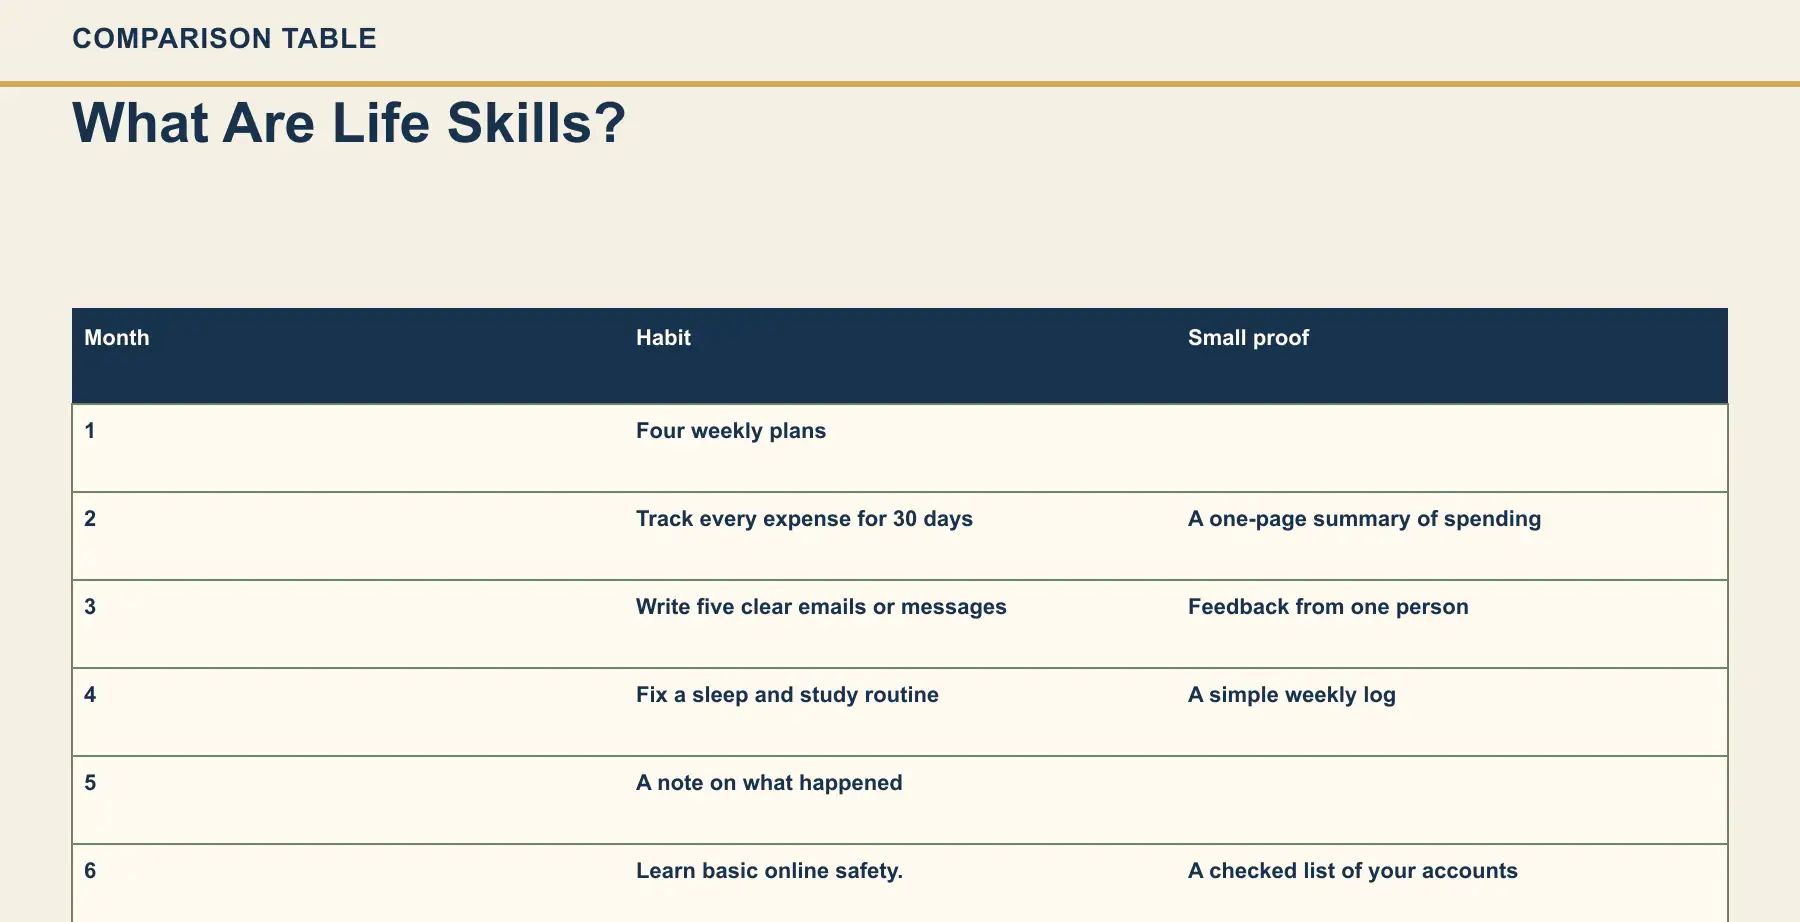 COMPARISON TABLE
What Are Life Skills?
Month Habit Small proof
1 Four weekly plans
2 Track every expense for 30 days A one-page summary of spending
3 Write five clear emails or messages Feedback from one person
4 Fix a sleep and study routine A simple weekly log
5 A note on what happened
6 Learn basic online safety. A checked list of your accounts